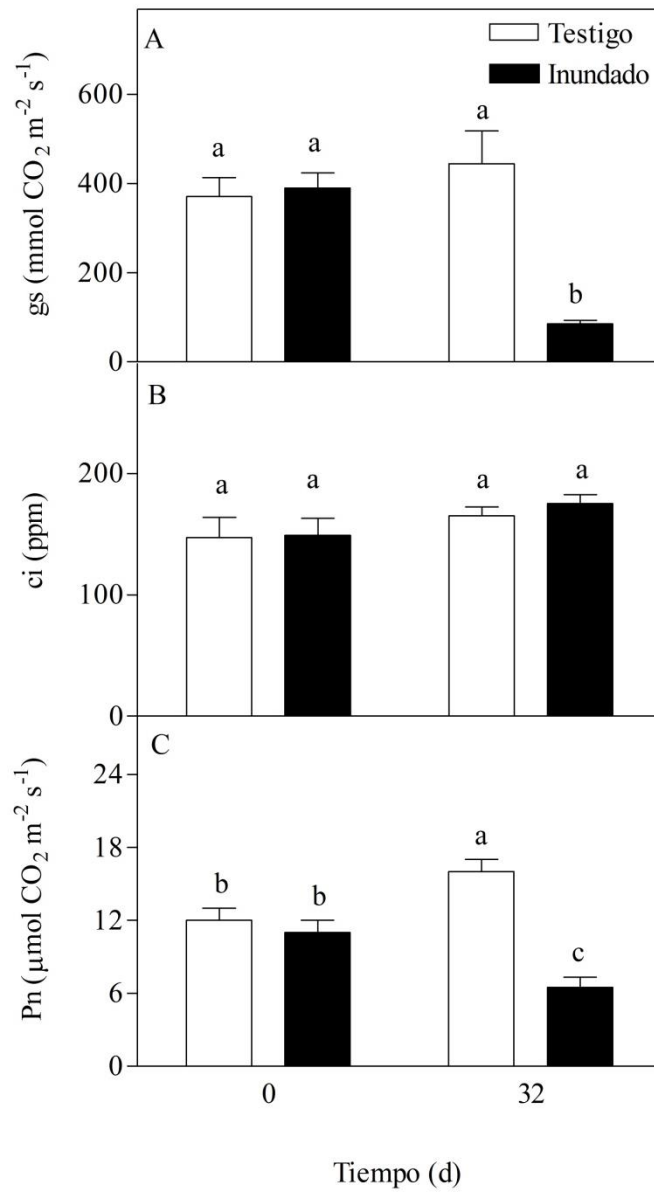 A
Testigo
Inundado
gs (mmol CO₂ m⁻² s⁻¹)
600
400
200
0
a
a
a
b
B
ci (ppm)
200
100
0
a
a
a
a
C
Pn (µmol CO₂ m⁻² s⁻¹)
24
18
12
6
0
b
b
a
c
0
32
Tiempo (d)